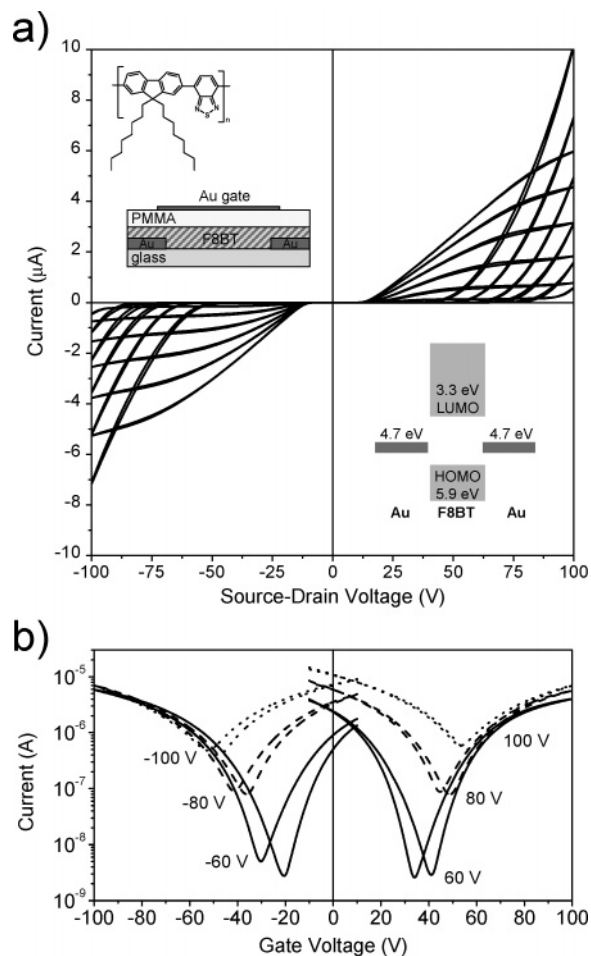 a)
10
8
6
4
2
0
-2
-4
-6
-8
-10
Current (μA)
N
S
N
n
Au gate
PMMA
F8BT
Au
Au
glass
3.3 eV
LUMO
4.7 eV
4.7 eV
HOMO
5.9 eV
Au F8BT Au
-100 -75 -50 -25 0 25 50 75 100
Source-Drain Voltage (V)
b)
10⁻⁵
10⁻⁶
10⁻⁷
10⁻⁸
10⁻⁹
Current (A)
-100 V
-80 V
-60 V
100 V
80 V
60 V
-100 -80 -60 -40 -20 0 20 40 60 80 100
Gate Voltage (V)